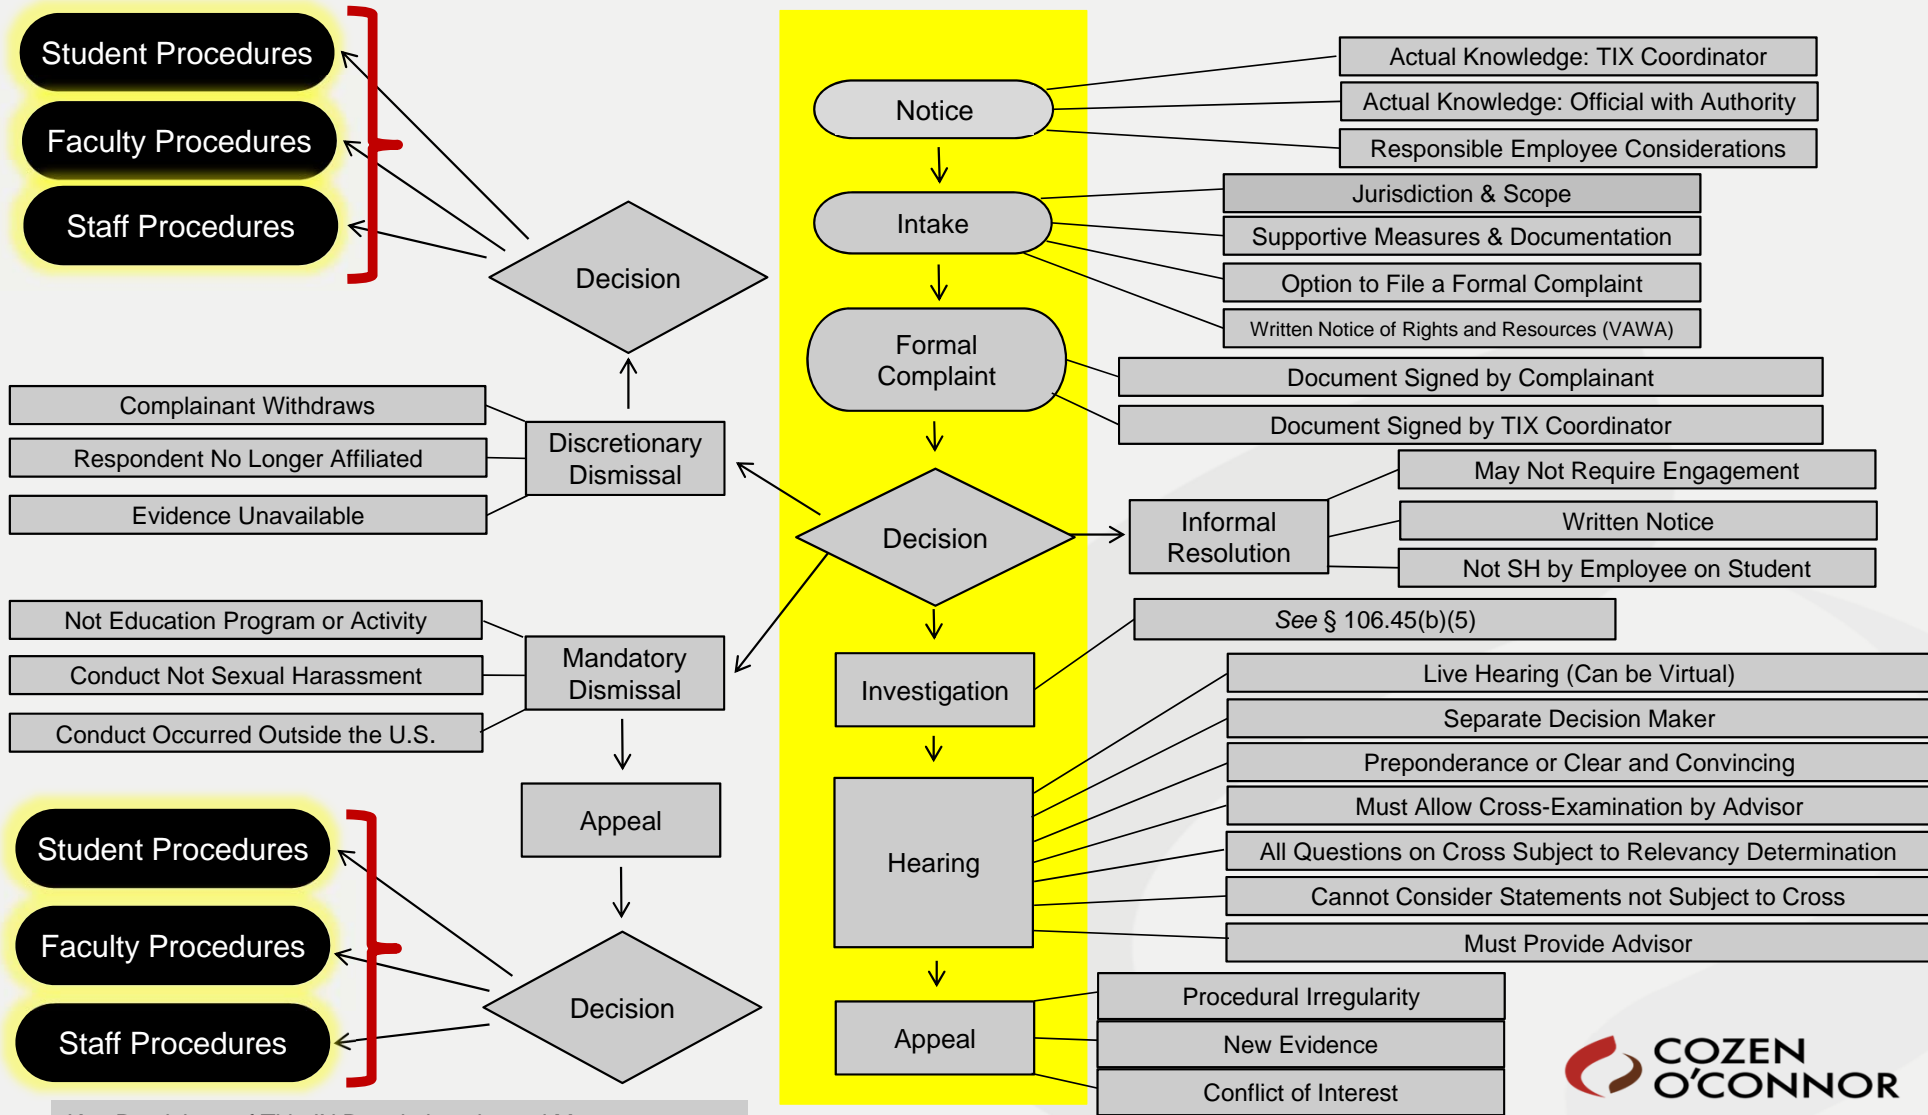 Student Procedures
Faculty Procedures
Staff Procedures
Decision
Complainant Withdraws
Respondent No Longer Affiliated
Evidence Unavailable
Discretionary
Dismissal
Not Education Program or Activity
Conduct Not Sexual Harassment
Conduct Occurred Outside the U.S.
Mandatory
Dismissal
Appeal
Student Procedures
Faculty Procedures
Staff Procedures
Decision
Notice
Actual Knowledge: TIX Coordinator
Actual Knowledge: Official with Authority
Responsible Employee Considerations
Intake
Jurisdiction & Scope
Supportive Measures & Documentation
Option to File a Formal Complaint
Written Notice of Rights and Resources (VAWA)
Formal
Complaint
Document Signed by Complainant
Document Signed by TIX Coordinator
Decision
Informal
Resolution
May Not Require Engagement
Written Notice
Not SH by Employee on Student
Investigation
See § 106.45(b)(5)
Hearing
Live Hearing (Can be Virtual)
Separate Decision Maker
Preponderance or Clear and Convincing
Must Allow Cross-Examination by Advisor
All Questions on Cross Subject to Relevancy Determination
Cannot Consider Statements not Subject to Cross
Must Provide Advisor
Appeal
Procedural Irregularity
New Evidence
Conflict of Interest
COZEN
O'CONNOR